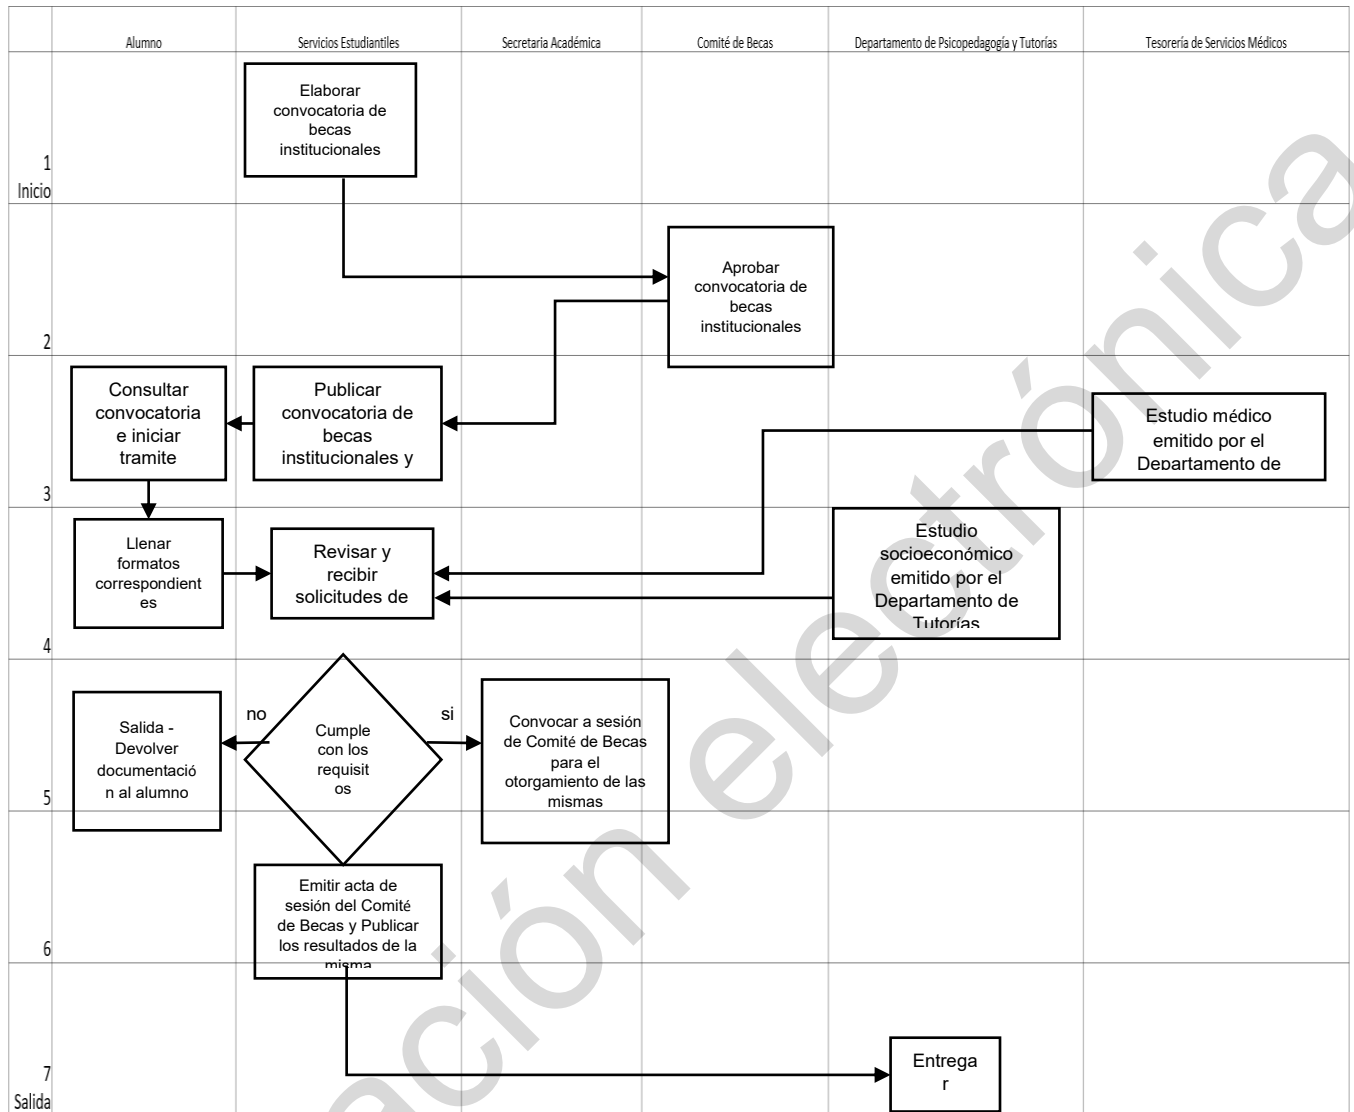 Alumno
Servicios Estudiantiles
Secretaria Académica
Comité de Becas
Departamento de Psicopedagogía y Tutorías
Tesorería de Servicios Médicos
Elaborar
convocatoria de
becas
institucionales
1
Inicio
Aprobar
convocatoria de
becas
institucionales
2
Consultar
convocatoria
e iniciar
tramite
Publicar
convocatoria de
becas
institucionales y
Estudio médico
emitido por el
Departamento de
3
Llenar
formatos
correspondient
es
Revisar y
recibir
solicitudes de
Estudio
socioeconómico
emitido por el
Departamento de
Tutorías
4
Salida -
Devolver
documentació
n al alumno
no
Cumple
con los
requisit
os
si
Convocar a sesión
de Comité de Becas
para el
otorgamiento de las
mismas
5
Emitir acta de
sesión del Comité
de Becas y Publicar
los resultados de la
misma
6
Entrega
r
7
Salida
ación electrónica